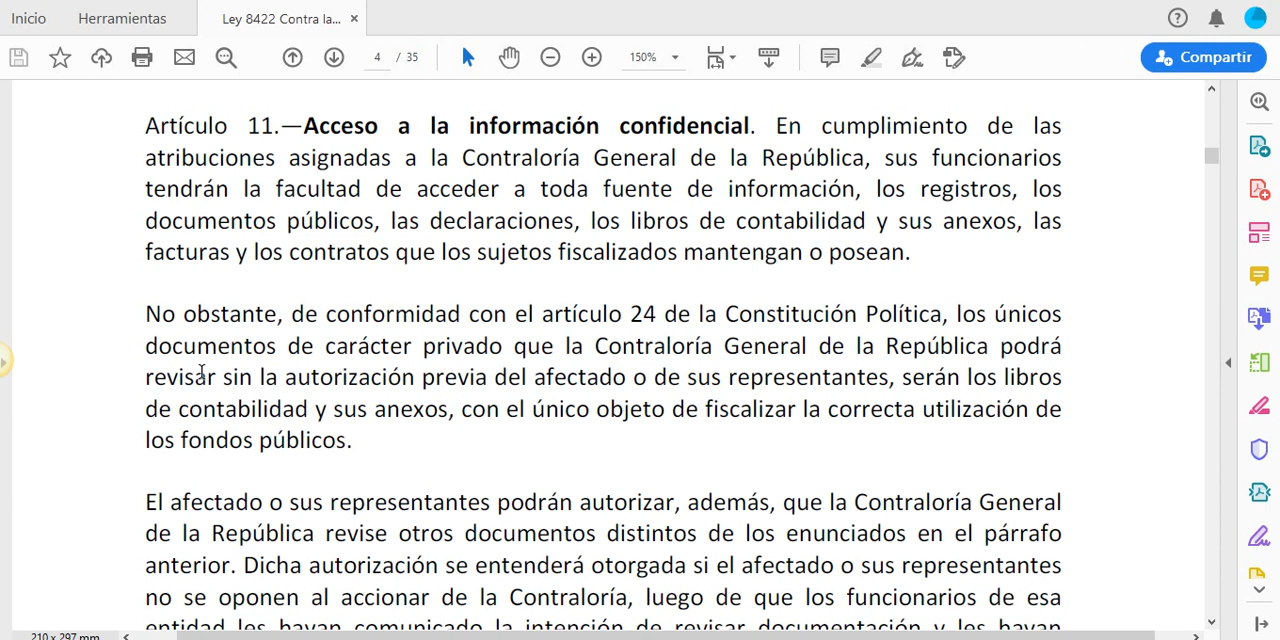 Inicio
Herramientas
Ley 8422 Contra la...
4 / 35
150%
Compartir
Artículo 11.—Acceso a la información confidencial. En cumplimiento de las
atribuciones asignadas a la Contraloría General de la República, sus funcionarios
tendrán la facultad de acceder a toda fuente de información, los registros, los
documentos públicos, las declaraciones, los libros de contabilidad y sus anexos, las
facturas y los contratos que los sujetos fiscalizados mantengan o posean.
No obstante, de conformidad con el artículo 24 de la Constitución Política, los únicos
documentos de carácter privado que la Contraloría General de la República podrá
revisar sin la autorización previa del afectado o de sus representantes, serán los libros
de contabilidad y sus anexos, con el único objeto de fiscalizar la correcta utilización de
los fondos públicos.
El afectado o sus representantes podrán autorizar, además, que la Contraloría General
de la República revise otros documentos distintos de los enunciados en el párrafo
anterior. Dicha autorización se entenderá otorgada si el afectado o sus representantes
no se oponen al accionar de la Contraloría, luego de que los funcionarios de esa
entidad les hayan comunicado la intención de revisar documentación y les hayan
210 x 297 mm